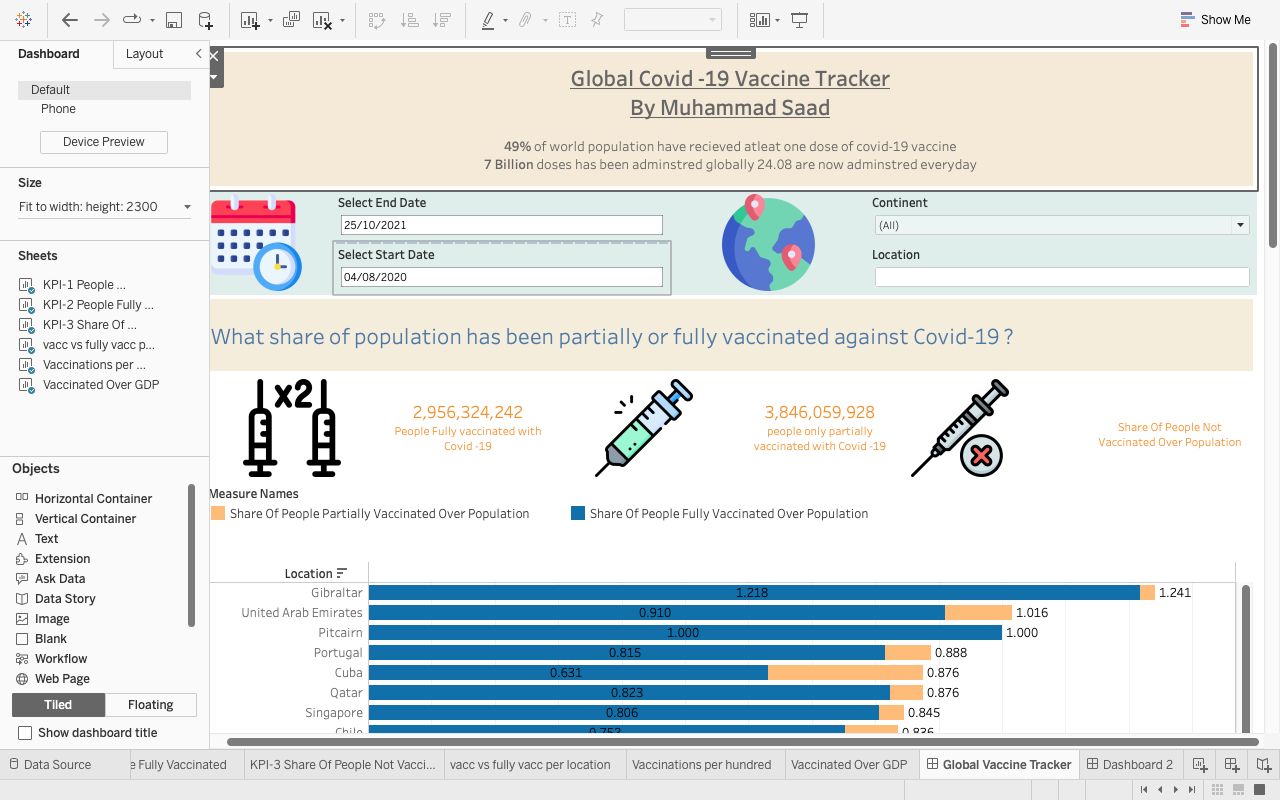 Show Me
Dashboard
Layout
Default
Phone
Device Preview
Size
Fit to width: height: 2300
Sheets
KPI-1 People ...
KPI-2 People Fully ...
KPI-3 Share Of ...
vacc vs fully vacc p...
Vaccinations per ...
Vaccinated Over GDP
Objects
Horizontal Container
Vertical Container
Text
Extension
Ask Data
Data Story
Image
Blank
Workflow
Web Page
Tiled
Floating
Show dashboard title
Global Covid -19 Vaccine Tracker
By Muhammad Saad
49% of world population have recieved atleat one dose of covid-19 vaccine
7 Billion doses has been adminstred globally 24.08 are now adminstred everyday
Select End Date
25/10/2021
Select Start Date
04/08/2020
Continent
(All)
Location
What share of population has been partially or fully vaccinated against Covid-19 ?
x2
2,956,324,242
People Fully vaccinated with
Covid -19
3,846,059,928
people only partially
vaccinated with Covid -19
Share Of People Not
Vaccinated Over Population
Measure Names
Share Of People Partially Vaccinated Over Population
Share Of People Fully Vaccinated Over Population
Location
Gibraltar 1.218 1.241
United Arab Emirates 0.910 1.016
Pitcairn 1.000 1.000
Portugal 0.815 0.888
Cuba 0.631 0.876
Qatar 0.823 0.876
Singapore 0.806 0.845
Chile 0.752 0.836
Data Source
e Fully Vaccinated
KPI-3 Share Of People Not Vacci...
vacc vs fully vacc per location
Vaccinations per hundred
Vaccinated Over GDP
Global Vaccine Tracker
Dashboard 2